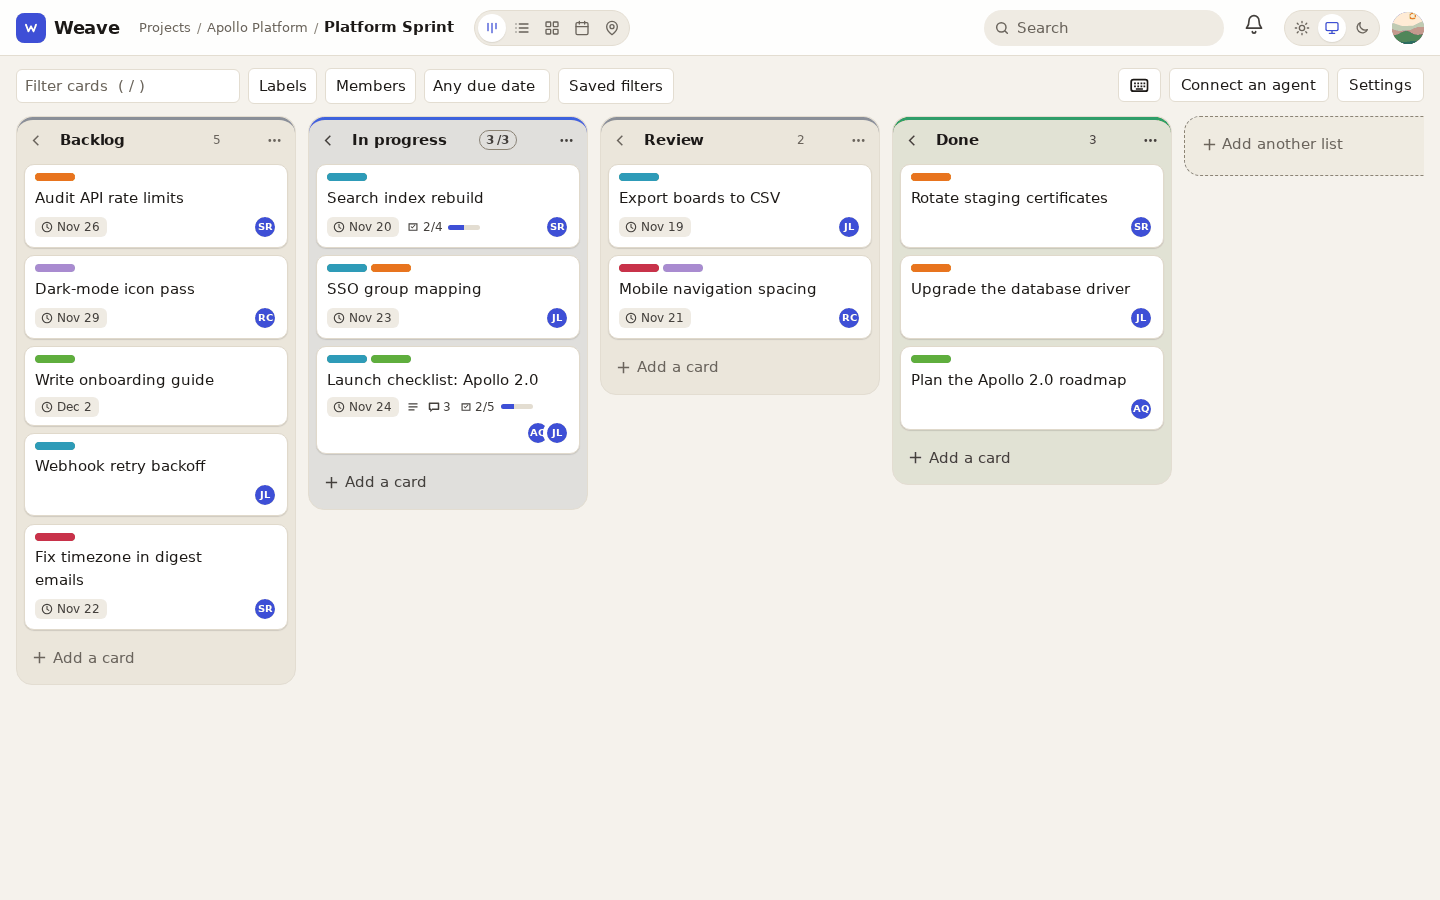 Weave
Projects / Apollo Platform / Platform Sprint
Search
Filter cards ( / )
Labels
Members
Any due date
Saved filters
Connect an agent
Settings
Backlog 5
Audit API rate limits
Nov 26 SR
Dark-mode icon pass
Nov 29 RC
Write onboarding guide
Dec 2
Webhook retry backoff
JL
Fix timezone in digest
emails
Nov 22 SR
+ Add a card
In progress 3/3
Search index rebuild
Nov 20 2/4 SR
SSO group mapping
Nov 23 JL
Launch checklist: Apollo 2.0
Nov 24 3 2/5
AQ JL
+ Add a card
Review 2
Export boards to CSV
Nov 19 JL
Mobile navigation spacing
Nov 21 RC
+ Add a card
Done 3
Rotate staging certificates
SR
Upgrade the database driver
JL
Plan the Apollo 2.0 roadmap
AQ
+ Add a card
+ Add another list